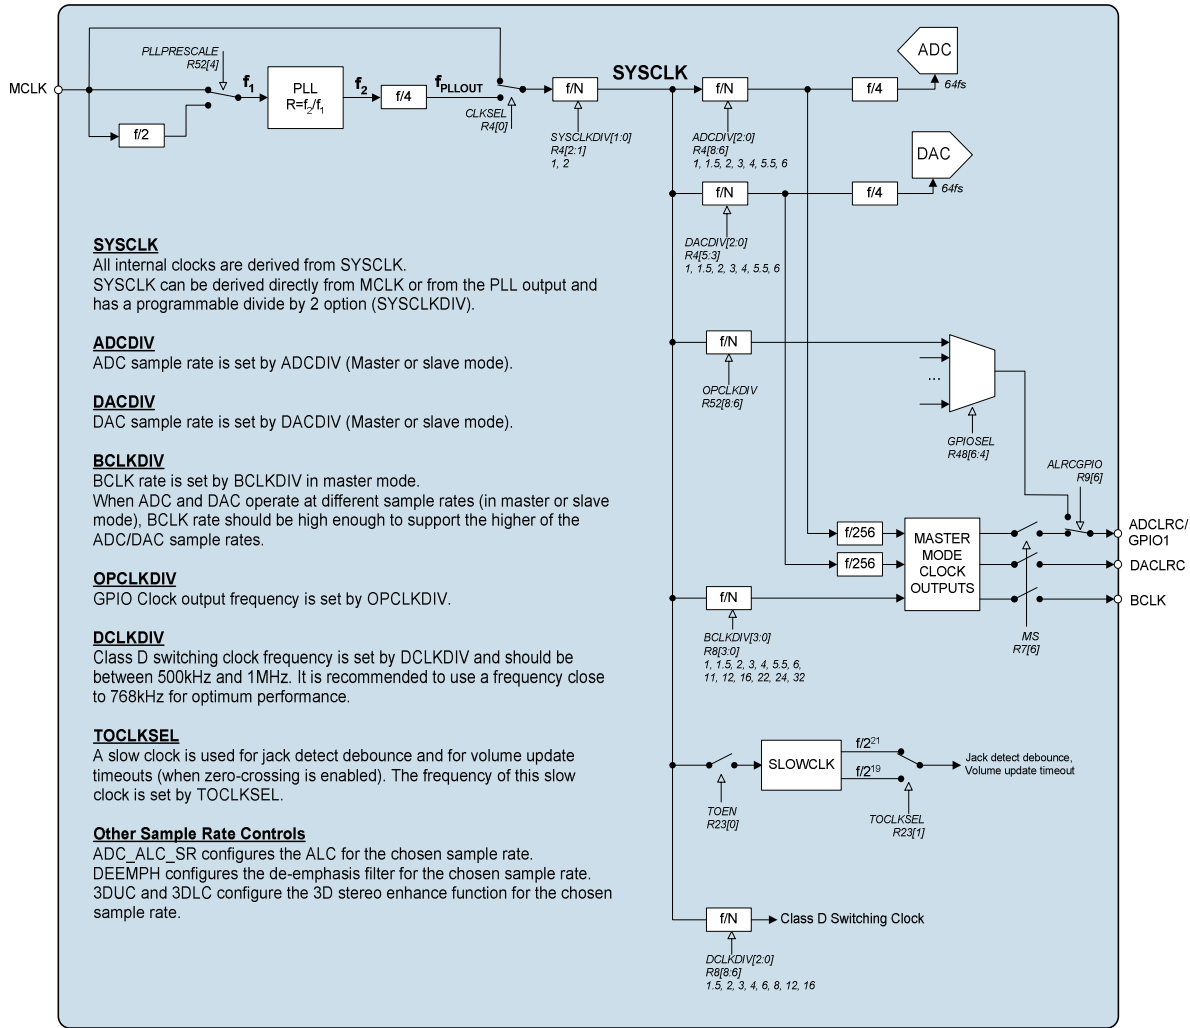 MCLK
PLLPRESCALE
R52[4]
f1
PLL
R=f2/f1
f2
f/4
fPLLOUT
f/2
CLKSEL
R4[0]
f/N
SYSCLKDIV[1:0]
R4[2:1]
1, 2
SYSCLK
f/N
ADCDIV[2:0]
R4[8:6]
1, 1.5, 2, 3, 4, 5.5, 6
f/4
ADC
64fs
f/N
DACDIV[2:0]
R4[5:3]
1, 1.5, 2, 3, 4, 5.5, 6
f/4
DAC
64fs
SYSCLK
All internal clocks are derived from SYSCLK.
SYSCLK can be derived directly from MCLK or from the PLL output and
has a programmable divide by 2 option (SYSCLKDIV).
ADCDIV
ADC sample rate is set by ADCDIV (Master or slave mode).
DACDIV
DAC sample rate is set by DACDIV (Master or slave mode).
BCLKDIV
BCLK rate is set by BCLKDIV in master mode.
When ADC and DAC operate at different sample rates (in master or slave
mode), BCLK rate should be high enough to support the higher of the
ADC/DAC sample rates.
OPCLKDIV
GPIO Clock output frequency is set by OPCLKDIV.
DCLKDIV
Class D switching clock frequency is set by DCLKDIV and should be
between 500kHz and 1MHz. It is recommended to use a frequency close
to 768kHz for optimum performance.
TOCLKSEL
A slow clock is used for jack detect debounce and for volume update
timeouts (when zero-crossing is enabled). The frequency of this slow
clock is set by TOCLKSEL.
Other Sample Rate Controls
ADC_ALC_SR configures the ALC for the chosen sample rate.
DEEMPH configures the de-emphasis filter for the chosen sample rate.
3DUC and 3DLC configure the 3D stereo enhance function for the chosen
sample rate.
f/N
OPCLKDIV
R52[8:6]
...
GPIOSEL
R48[6:4]
ALRCGPIO
R9[6]
f/256
f/256
MASTER
MODE
CLOCK
OUTPUTS
ADCLRC/
GPIO1
DACLRC
BCLK
MS
R7[6]
f/N
BCLKDIV[3:0]
R8[3:0]
1, 1.5, 2, 3, 4, 5.5, 6,
11, 12, 16, 22, 24, 32
TOEN
R23[0]
SLOWCLK
f/2²¹
f/2¹⁹
TOCLKSEL
R23[1]
Jack detect debounce,
Volume update timeout
f/N
Class D Switching Clock
DCLKDIV[2:0]
R8[8:6]
1.5, 2, 3, 4, 6, 8, 12, 16